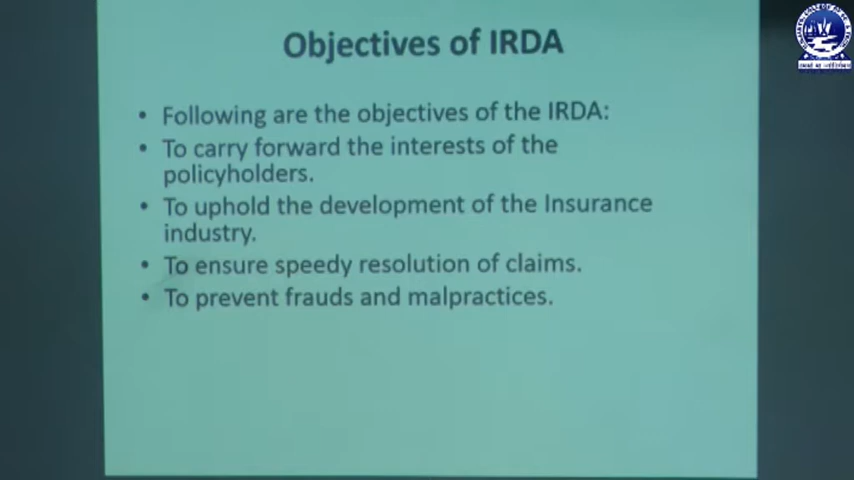 Objectives of IRDA
• Following are the objectives of the IRDA:
• To carry forward the interests of the
policyholders.
• To uphold the development of the Insurance
industry.
• To ensure speedy resolution of claims.
• To prevent frauds and malpractices.